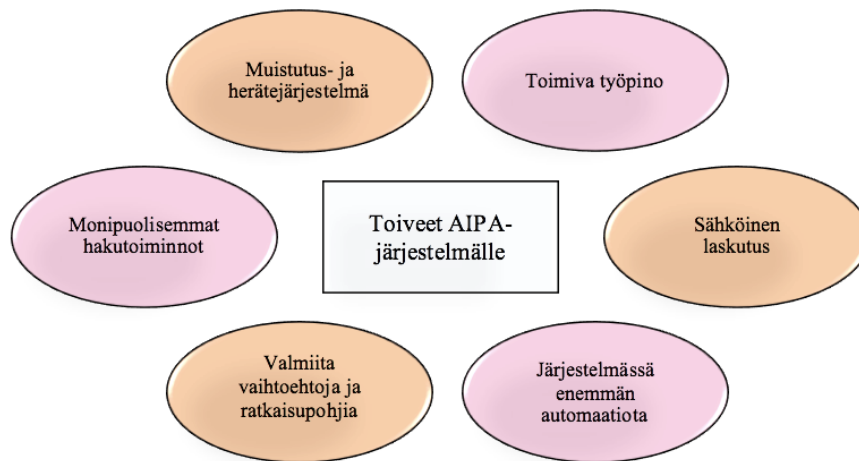 Muistutus- ja
herätejärjestelmä
Toimiva työpino
Monipuolisemmat
hakutoiminnot
Toiveet AIPA-
järjestelmälle
Sähköinen
laskutus
Valmiita
vaihtoehtoja ja
ratkaisupohjia
Järjestelmässä
enemmän
automaatiota